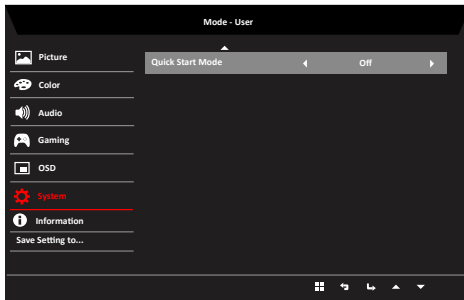 Mode - User
Picture
Quick Start Mode Off
Color
Audio
Gaming
OSD
System
Information
Save Setting to...